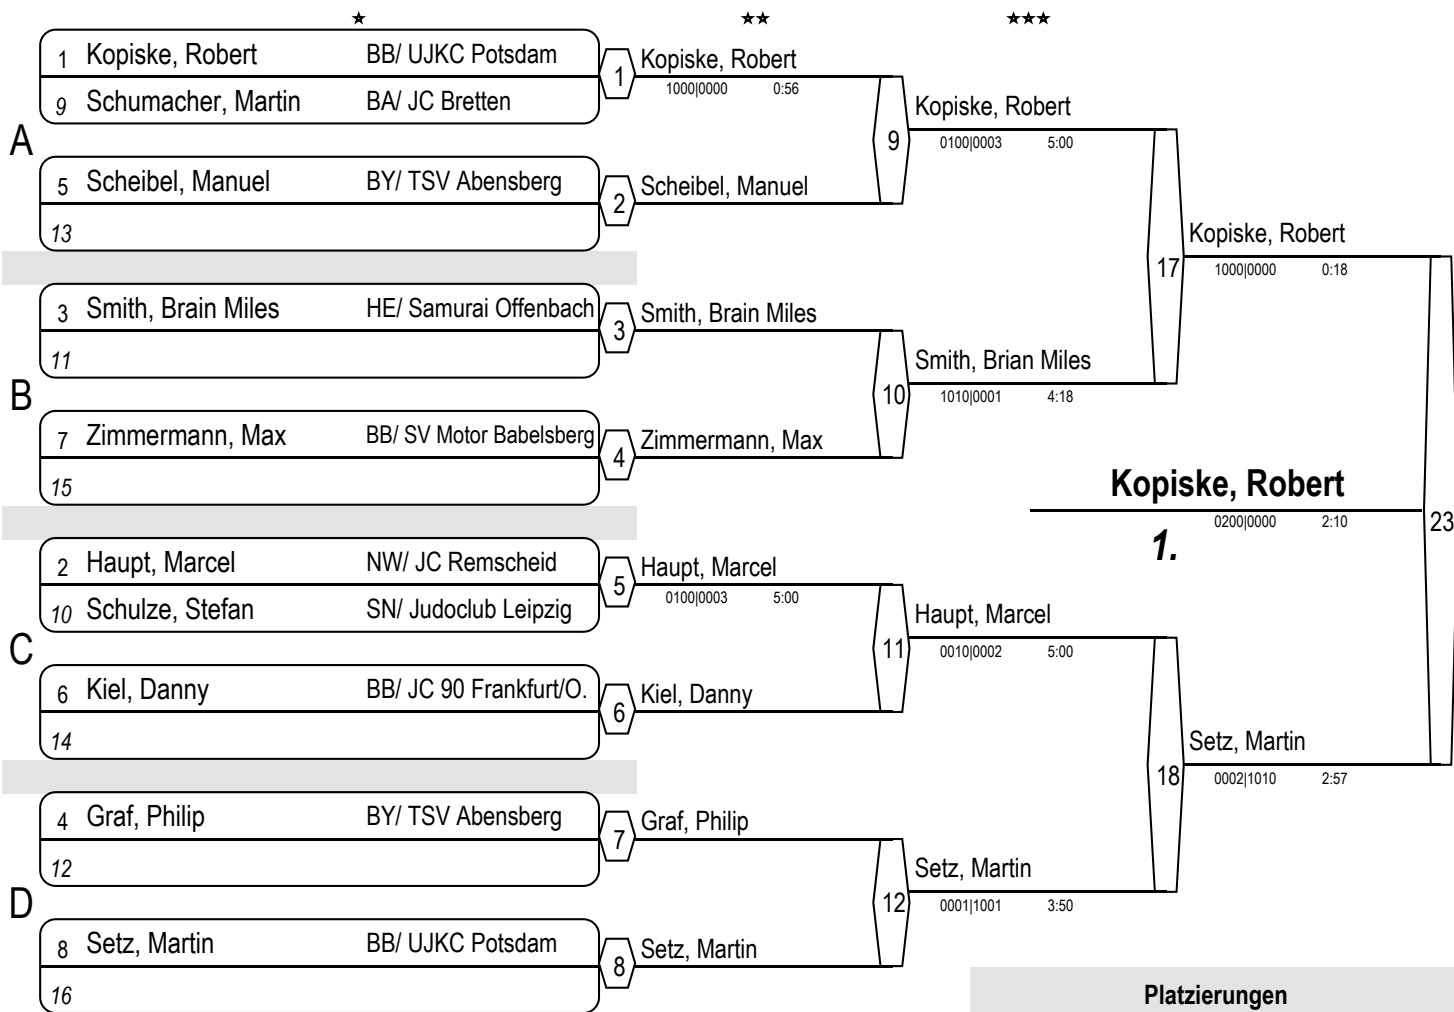 1 Kopiske, Robert BB/ UJKC Potsdam
9 Schumacher, Martin BA/ JC Bretten
A
5 Scheibel, Manuel BY/ TSV Abensberg
13
3 Smith, Brain Miles HE/ Samurai Offenbach
11
B
7 Zimmermann, Max BB/ SV Motor Babelsberg
15
2 Haupt, Marcel NW/ JC Remscheid
10 Schulze, Stefan SN/ Judoclub Leipzig
C
6 Kiel, Danny BB/ JC 90 Frankfurt/O.
14
4 Graf, Philip BY/ TSV Abensberg
12
D
8 Setz, Martin BB/ UJKC Potsdam
16
1 Kopiske, Robert
1000|0000 0:56
2 Scheibel, Manuel
3 Smith, Brain Miles
4 Zimmermann, Max
5 Haupt, Marcel
0100|0003 5:00
6 Kiel, Danny
7 Graf, Philip
8 Setz, Martin
9 Kopiske, Robert
0100|0003 5:00
10 Smith, Brian Miles
1010|0001 4:18
11 Haupt, Marcel
0010|0002 5:00
12 Setz, Martin
0001|1001 3:50
17 Kopiske, Robert
1000|0000 0:18
18 Setz, Martin
0002|1010 2:57
Kopiske, Robert
0200|0000 2:10 23
1.
Platzierungen